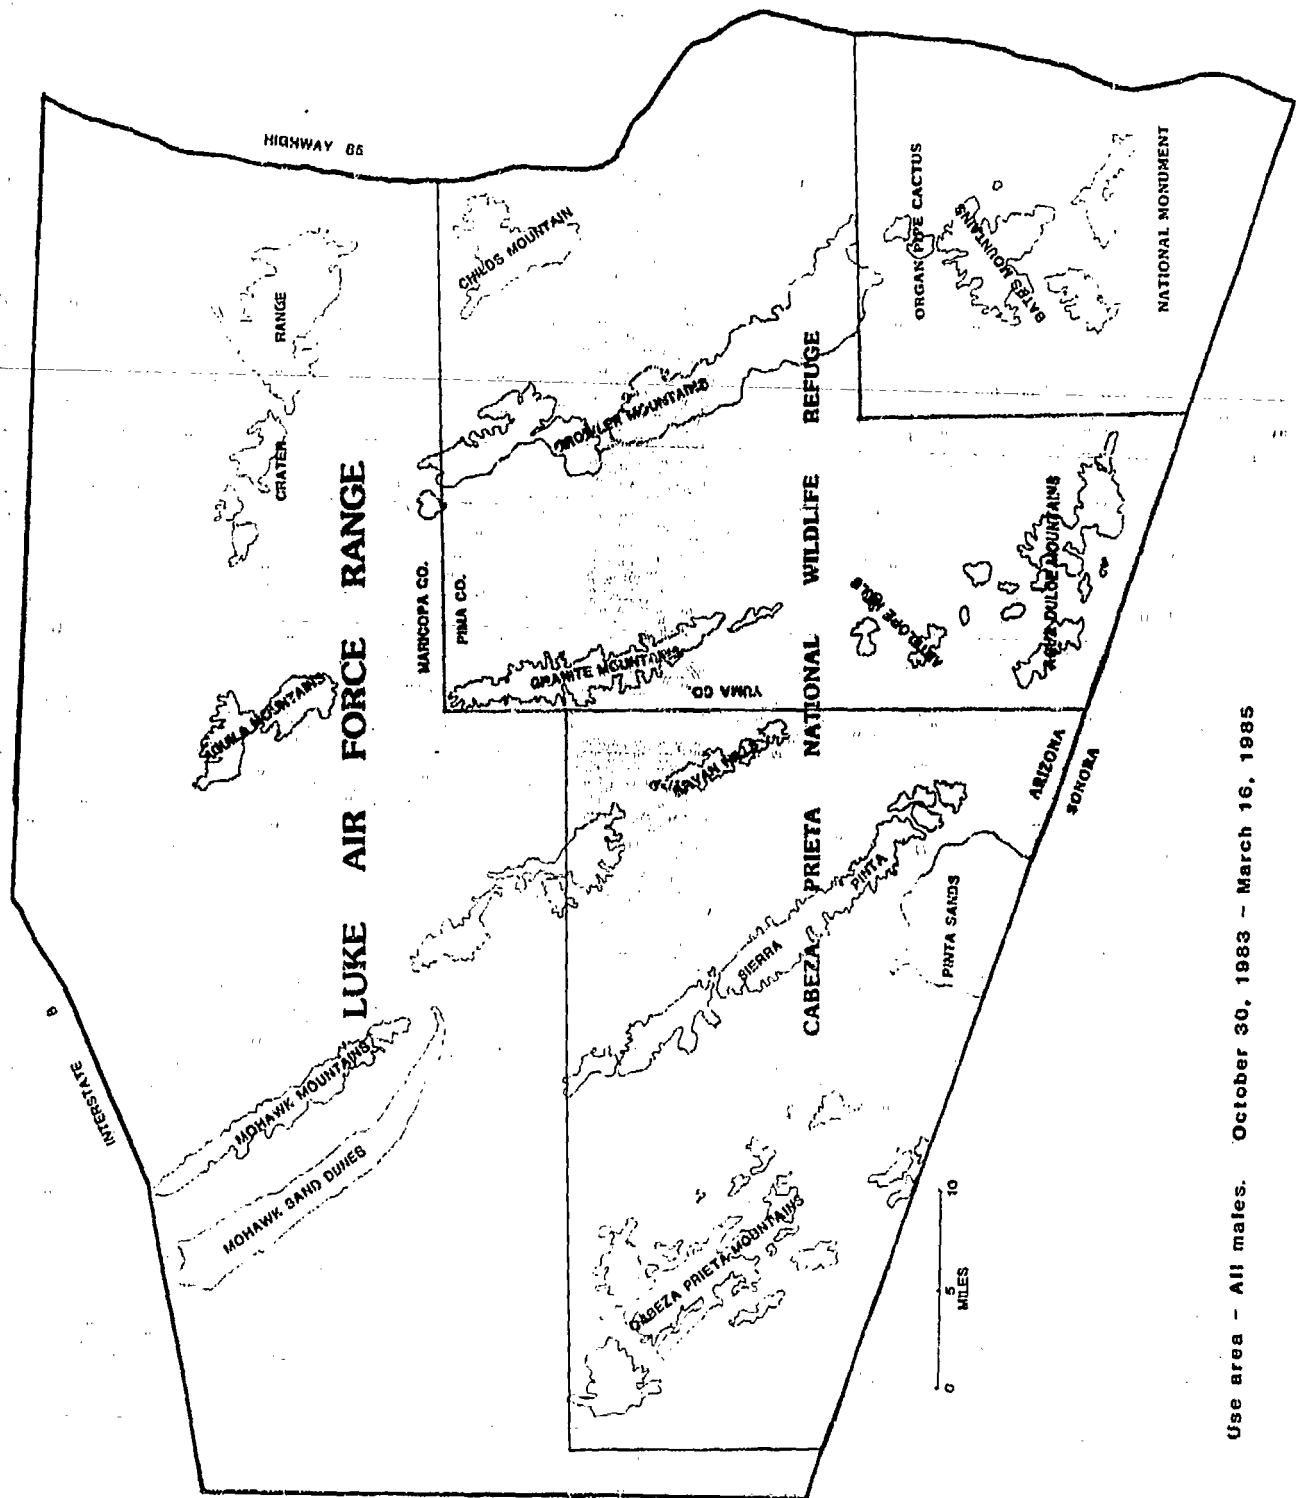 INTERSTATE 8
HIGHWAY 85
MOHAWK MOUNTAINS
MOHAWK SAND DUNES
AGUILA MOUNTAINS
CRATER RANGE
LUKE AIR FORCE RANGE
MARICOPA CO.
PIMA CO.
YUMA CO.
CHILDS MOUNTAIN
GROWLER MOUNTAINS
GRANITE MOUNTAINS
CABEZA PRIETA NATIONAL WILDLIFE REFUGE
SIERRA PINTA
CABEZA PRIETA MOUNTAINS
PINTA SANDS
AGUA DULCE MOUNTAINS
ORGAN PIPE CACTUS
BATES MOUNTAINS
NATIONAL MONUMENT
ARIZONA
SONORA
0 5 10
MILES
Use area - All males. October 30, 1983 - March 16, 1985